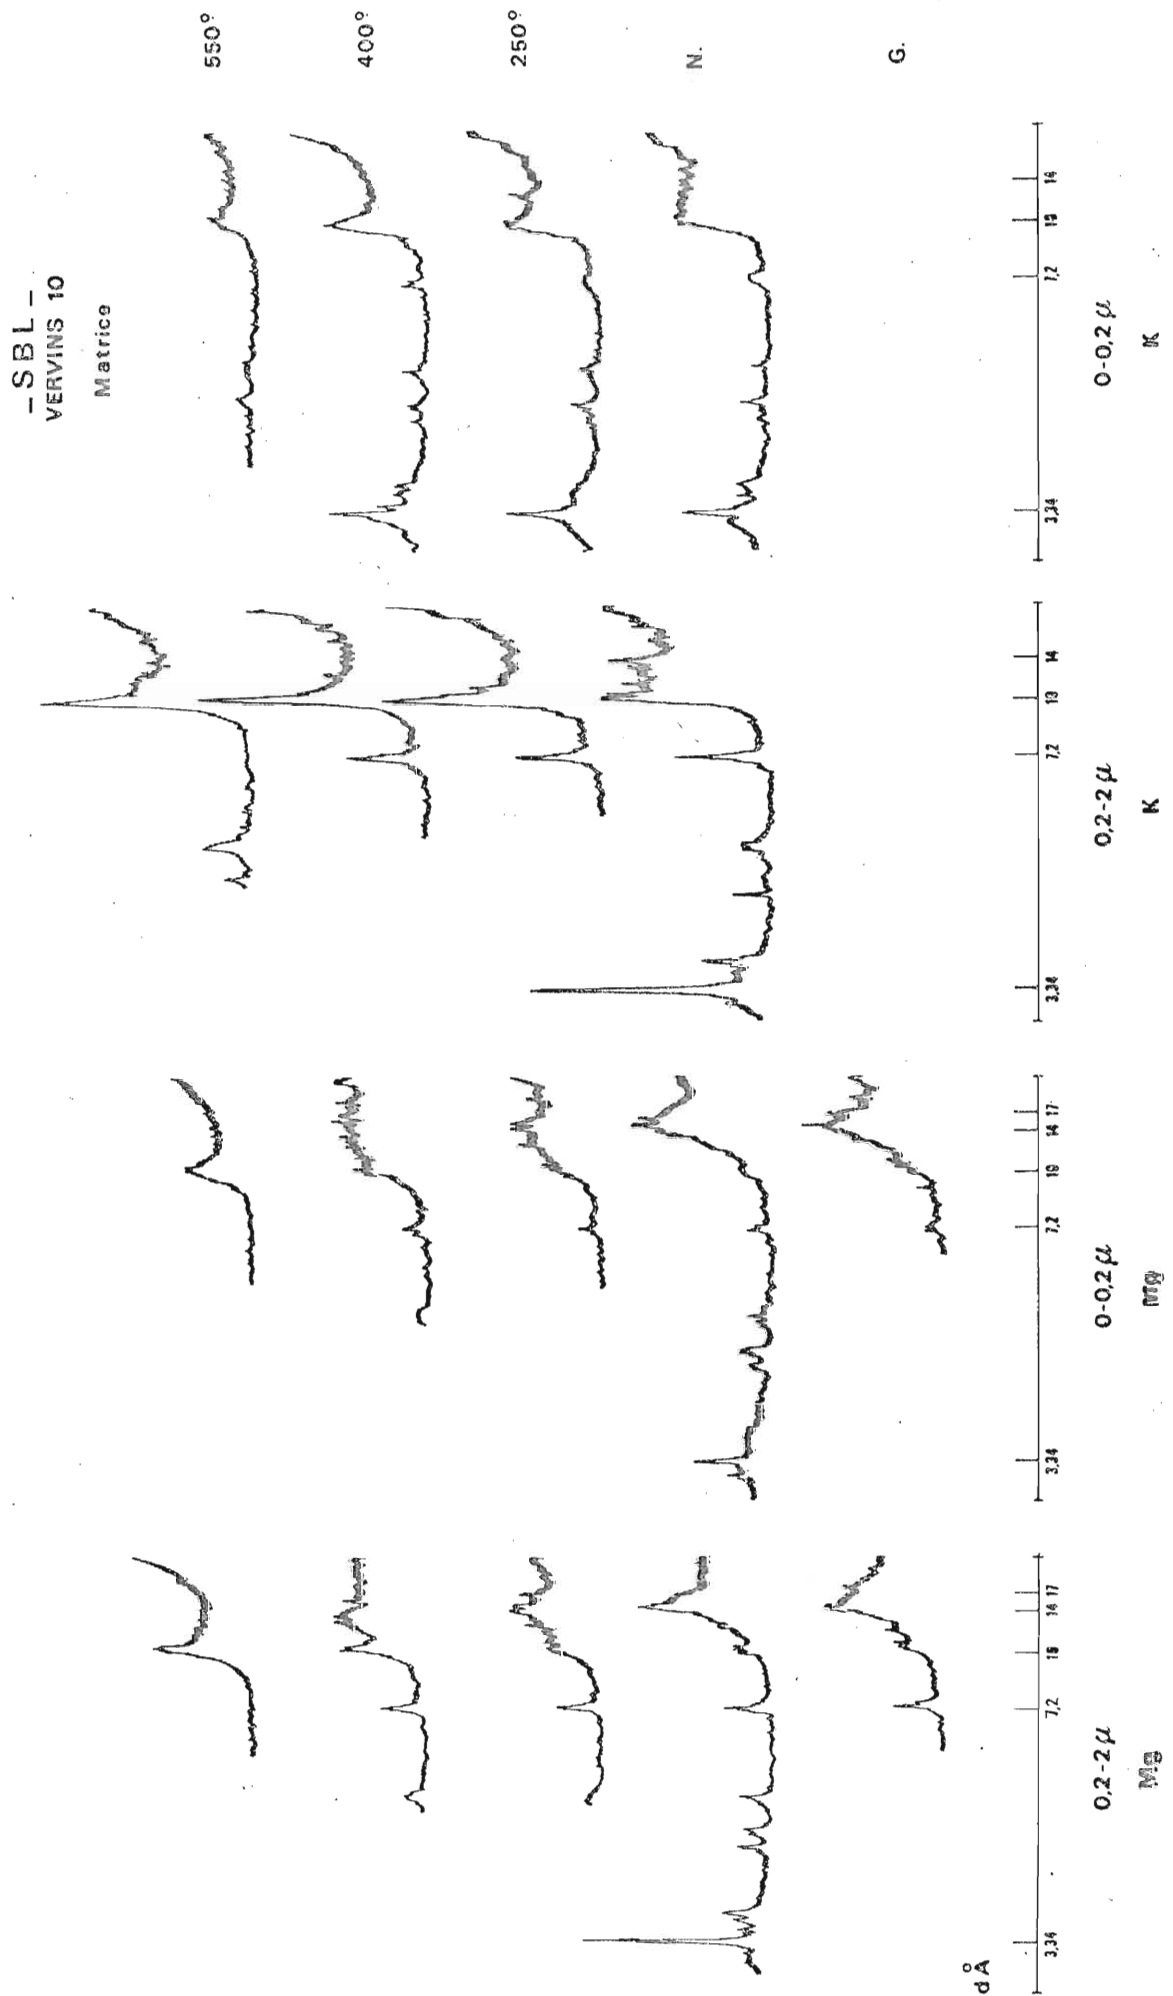 – SBL –
VERVINS 10
Matrice
550°
400°
250°
N.
G.
d Å
3,34 7,2 10 14 17
3,34 7,2 10 14 17
3,34 7,2 10 14
3,34 7,2 10 14
0,2-2 µ
0-0,2 µ
0,2-2 µ
0-0,2 µ
Mg
Mg
K
K